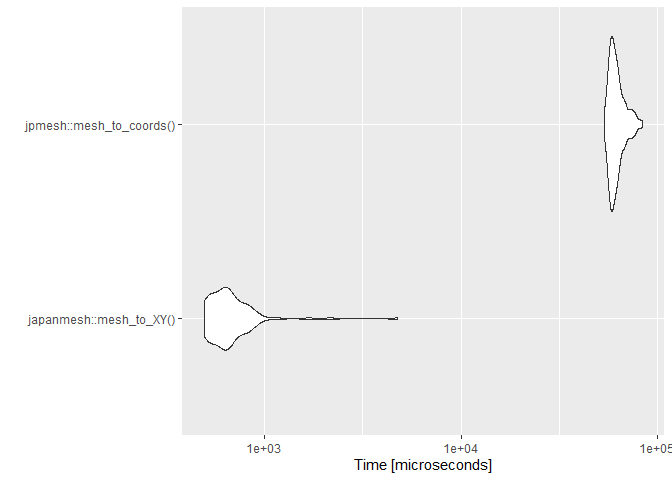 jpmesh::mesh_to_coords()
japanmesh::mesh_to_XY()
1e+03
1e+04
1e+05
Time [microseconds]